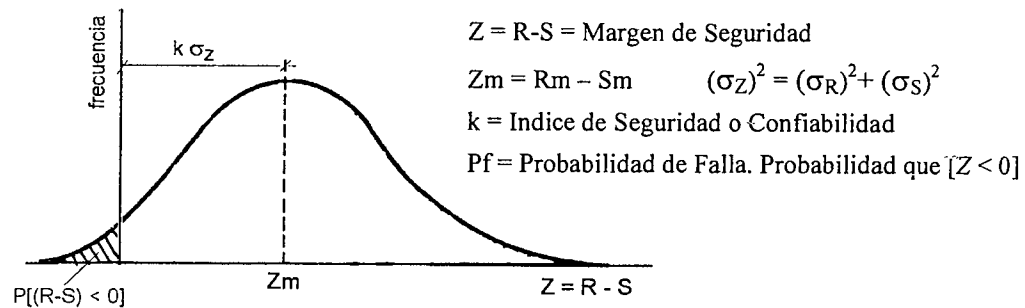 frecuencia
k σZ
Z = R-S = Margen de Seguridad
Zm = Rm – Sm (σZ)² = (σR)²+ (σS)²
k = Indice de Seguridad o Confiabilidad
Pf = Probabilidad de Falla. Probabilidad que [Z < 0]
P[(R-S) < 0]
Zm
Z = R - S